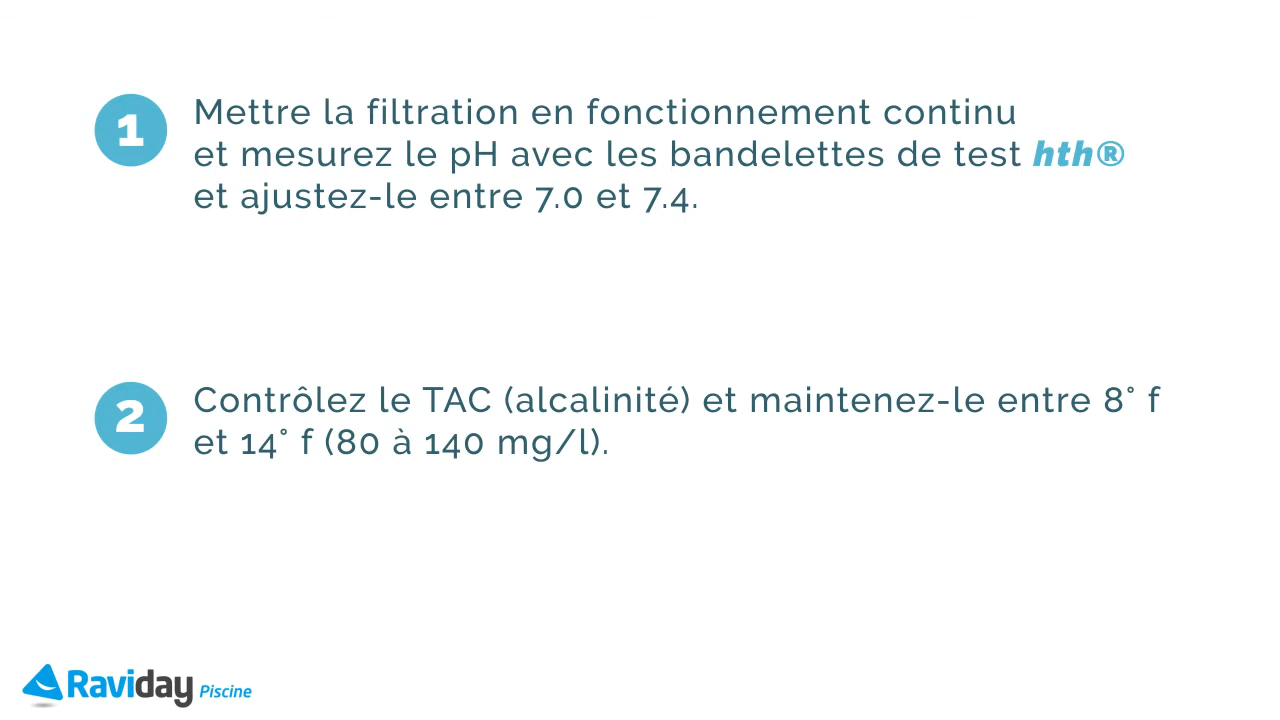 1
Mettre la filtration en fonctionnement continu
et mesurez le pH avec les bandelettes de test hth®
et ajustez-le entre 7.0 et 7.4.
2
Contrôlez le TAC (alcalinité) et maintenez-le entre 8° f
et 14° f (80 à 140 mg/l).
Raviday Piscine